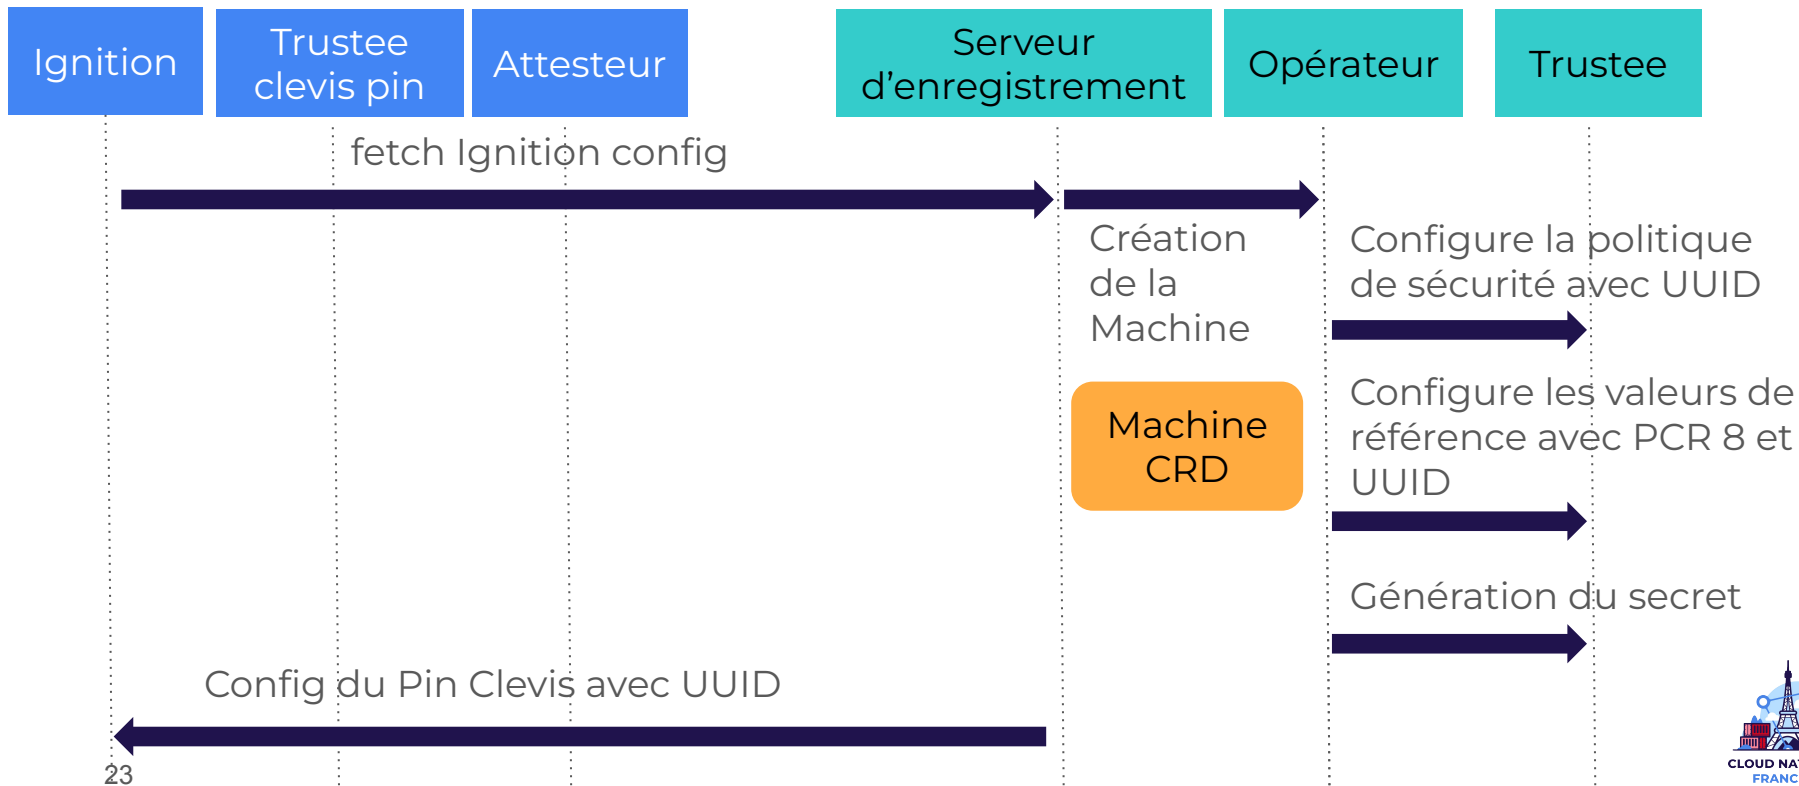 Ignition
Trustee
clevis pin
Attesteur
Serveur
d'enregistrement
Opérateur
Trustee
fetch Ignition config
Création
de la
Machine
Configure la politique
de sécurité avec UUID
Machine
CRD
Configure les valeurs de
référence avec PCR 8 et
UUID
Génération du secret
Config du Pin Clevis avec UUID
23
CLOUD